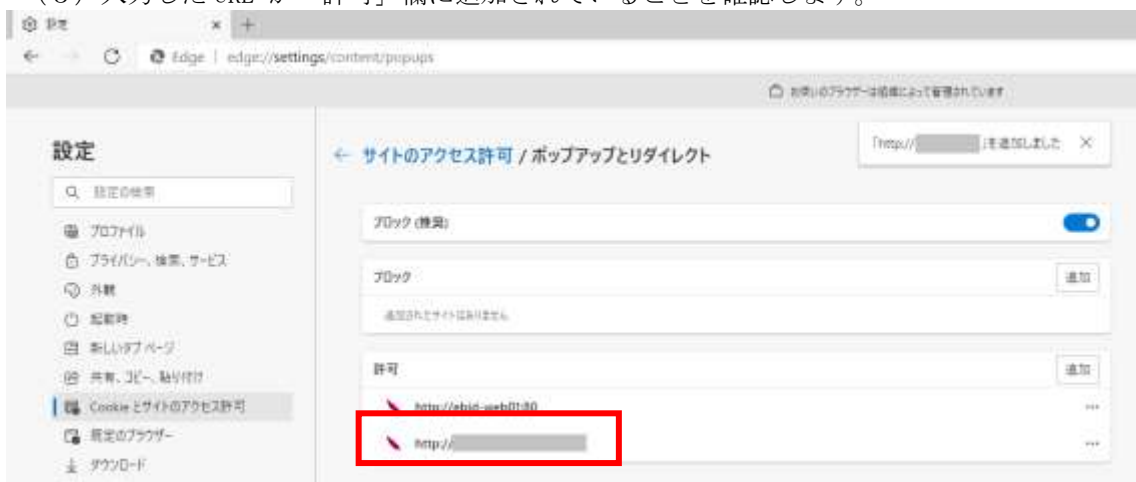 入力した URL が「許可」欄に追加されていることを確認します。
設定
Edge | edge://settings/content/popups
お使いのブラウザーは組織によって管理されています
設定
サイトのアクセス許可 / ポップアップとリダイレクト
「http:// 」を追加しました
設定の検索
ブロック (推奨)
プロファイル
プライバシー、検索、サービス
ブロック
追加
外観
追加されたサイトはありません
起動時
新しいタブ ページ
許可
追加
共有、コピー、貼り付け
Cookie とサイトのアクセス許可
http://ebid-web01:80
既定のブラウザー
http://
ダウンロード